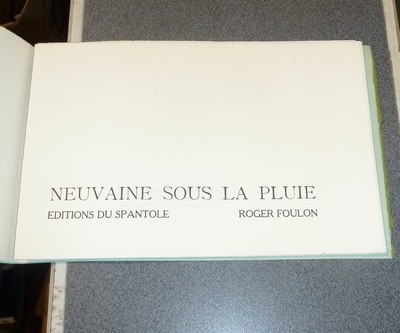 NEUVAINE SOUS LA PLUIE
EDITIONS DU SPANTOLE ROGER FOULON